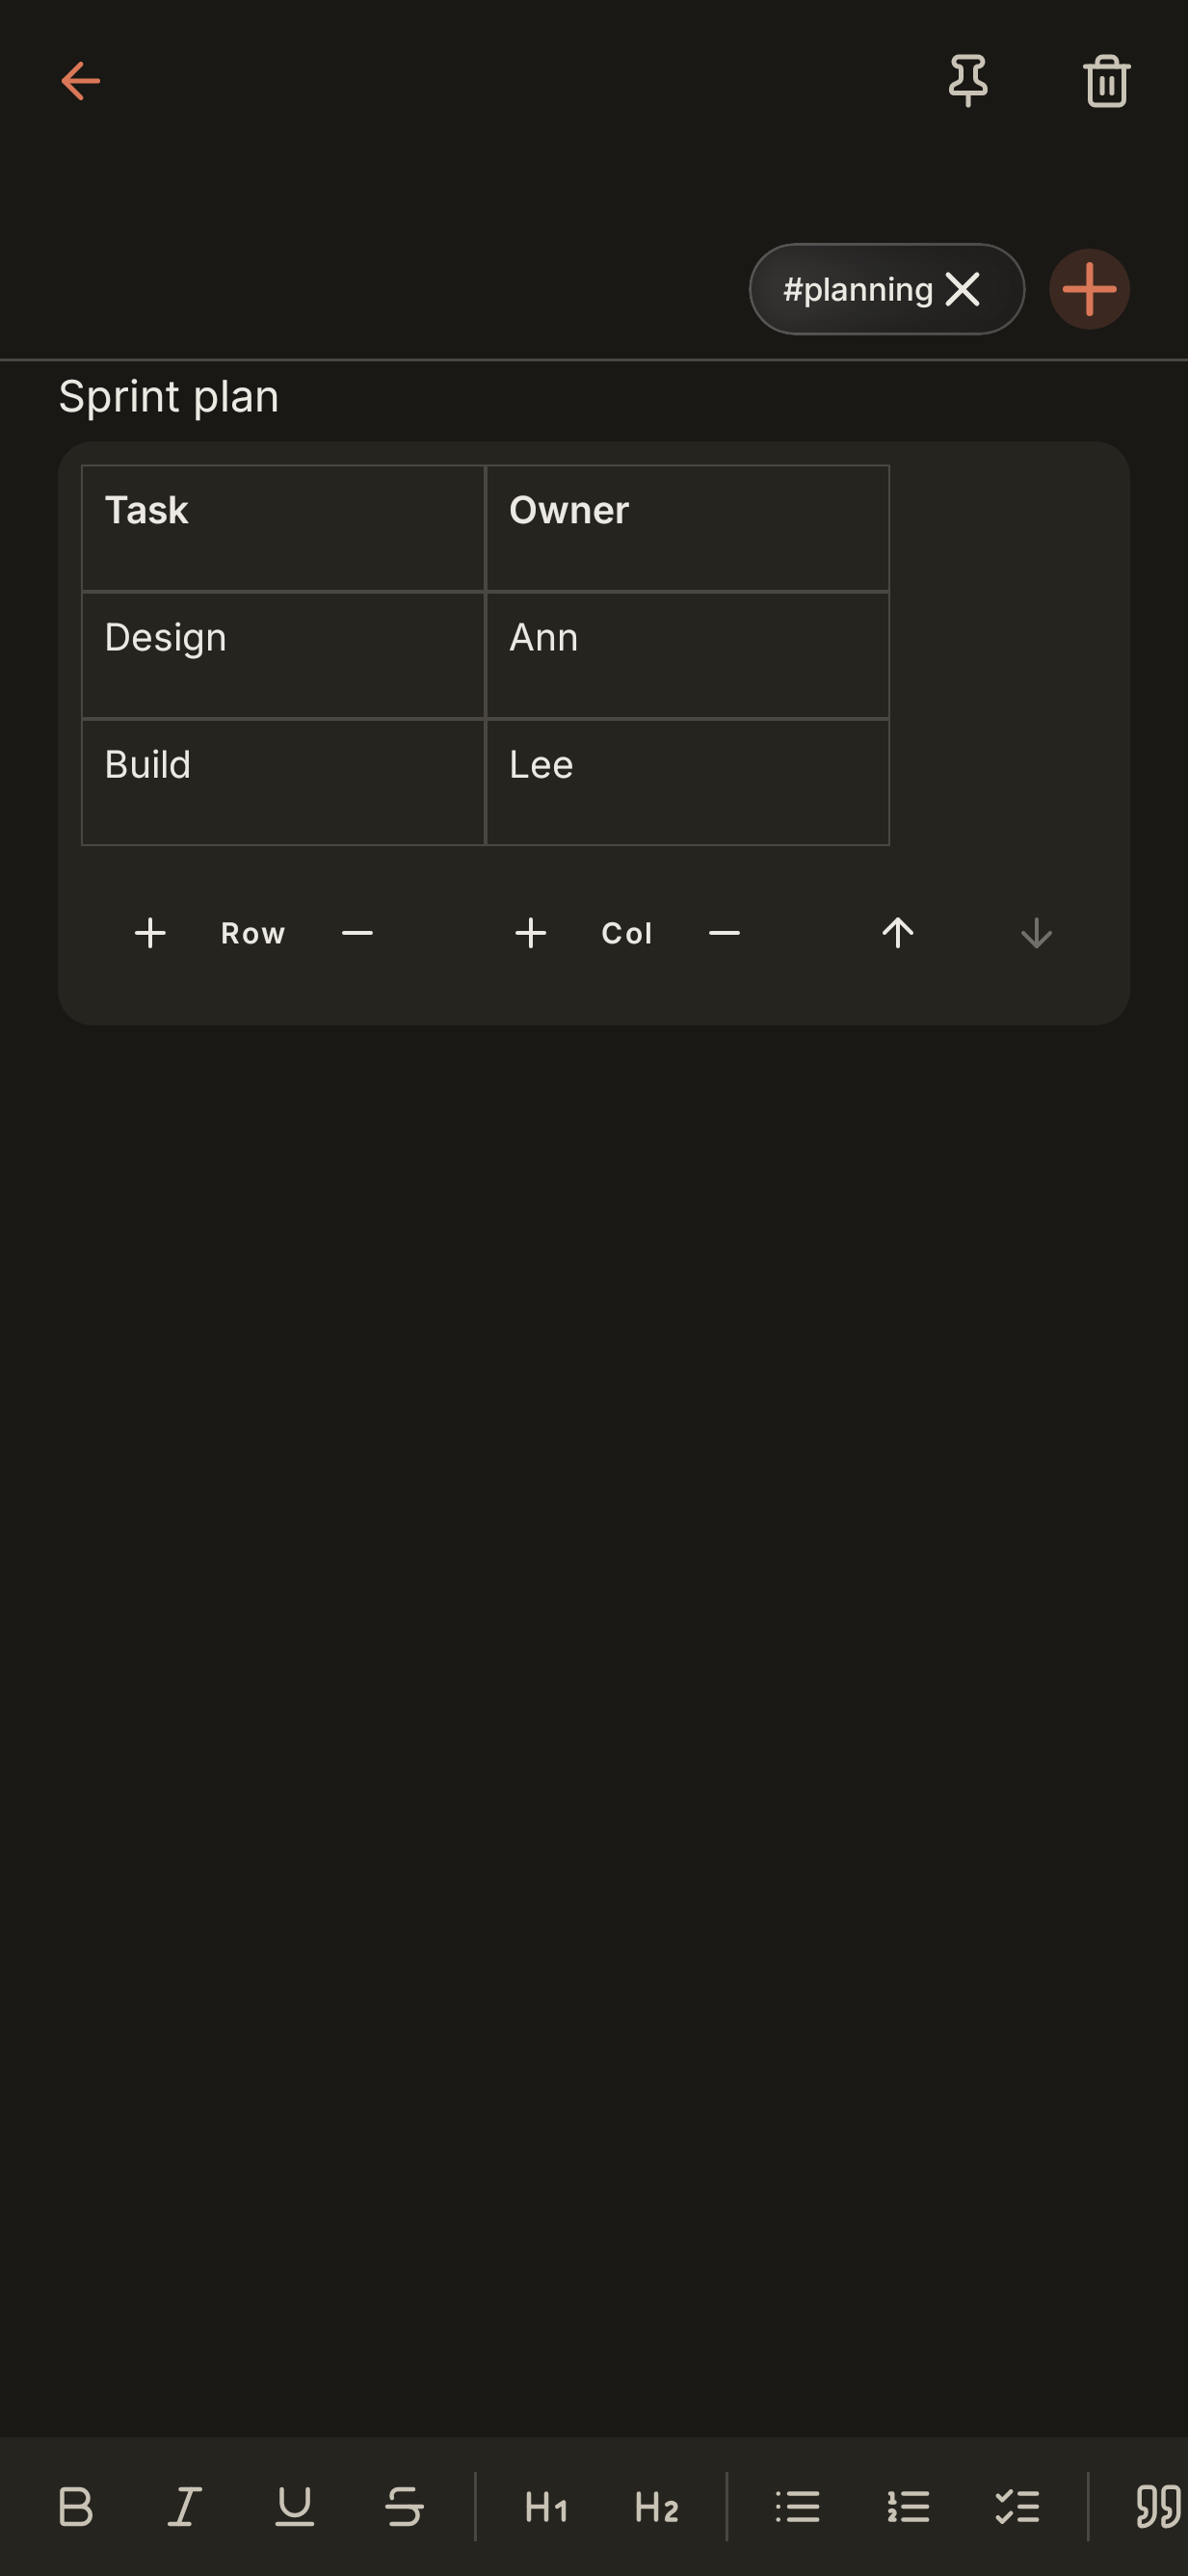 #planning
Sprint plan
Task Owner
Design Ann
Build Lee
Row Col
B I U S H1 H2